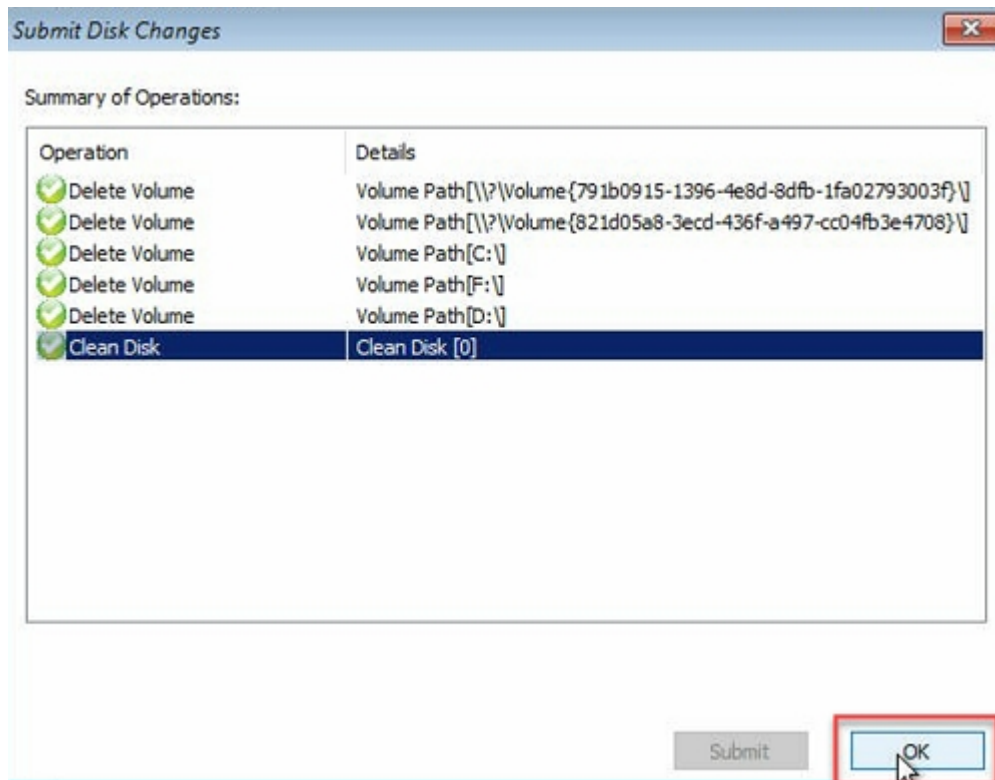 Submit Disk Changes
Summary of Operations:
Operation Details
Delete Volume Volume Path[\\?\Volume{791b0915-1396-4e8d-8dfb-1fa02793003f}\]
Delete Volume Volume Path[\\?\Volume{821d05a8-3ecd-436f-a497-cc04fb3e4708}\]
Delete Volume Volume Path[C:\]
Delete Volume Volume Path[F:\]
Delete Volume Volume Path[D:\]
Clean Disk Clean Disk [0]
Submit OK